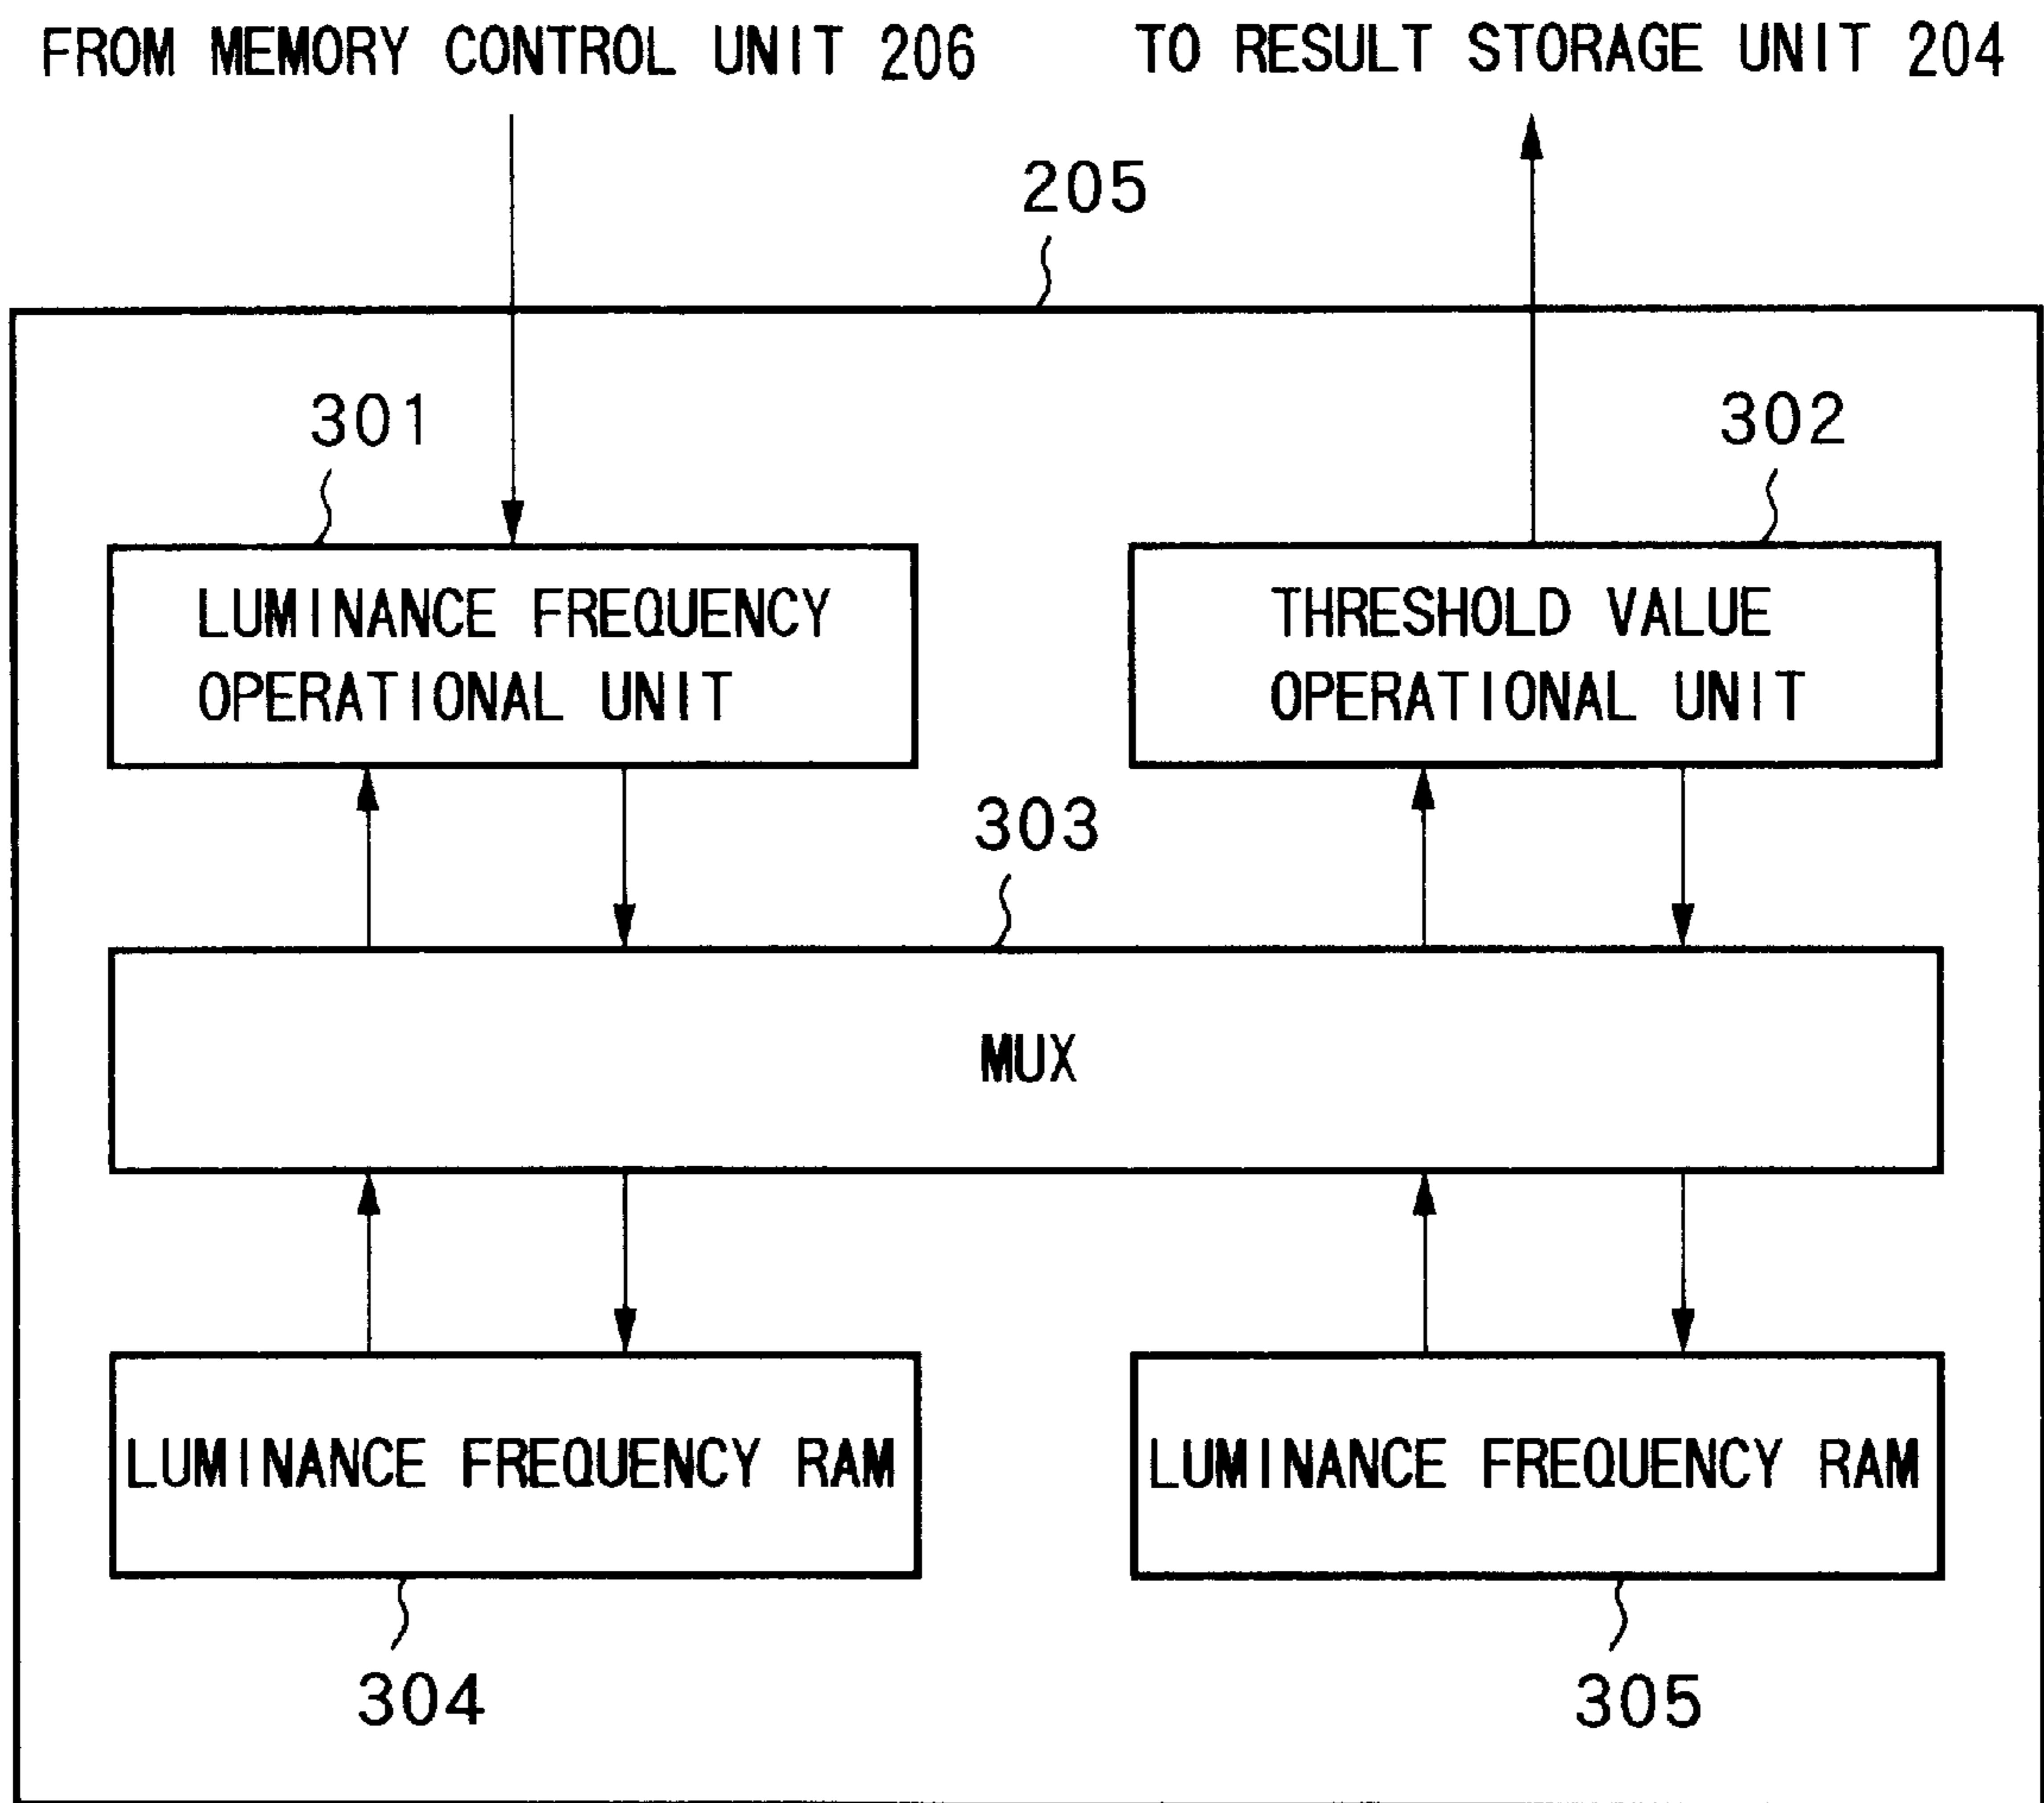 FROM MEMORY CONTROL UNIT 206
TO RESULT STORAGE UNIT 204
205
301
302
LUMINANCE FREQUENCY
OPERATIONAL UNIT
THRESHOLD VALUE
OPERATIONAL UNIT
303
MUX
LUMINANCE FREQUENCY RAM
LUMINANCE FREQUENCY RAM
304
305